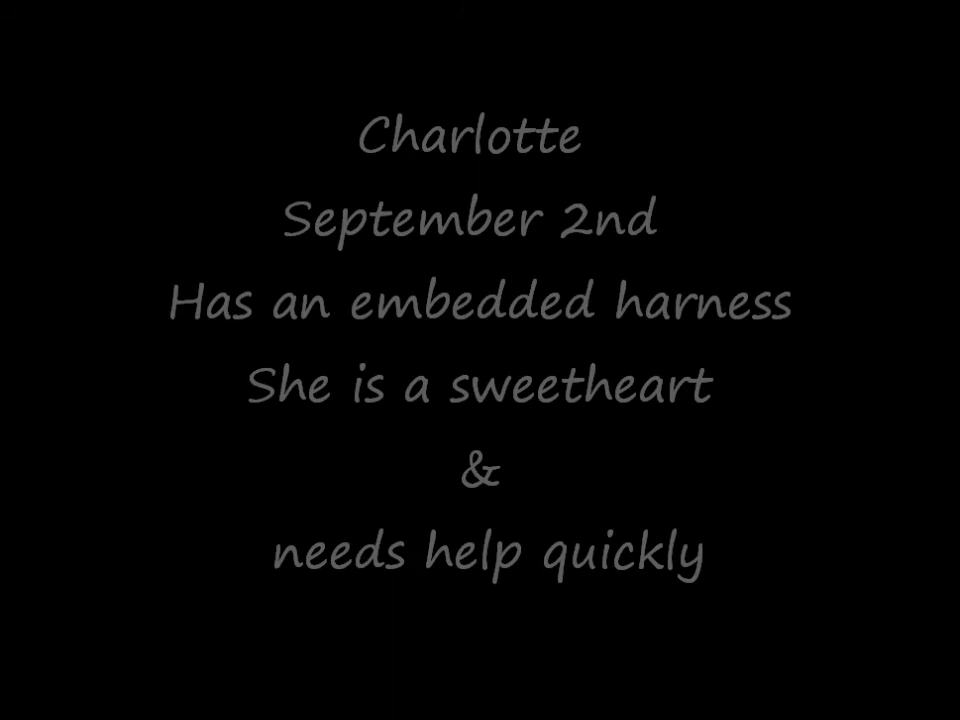 Charlotte
September 2nd
Has an embedded harness
She is a sweetheart
&
needs help quickly